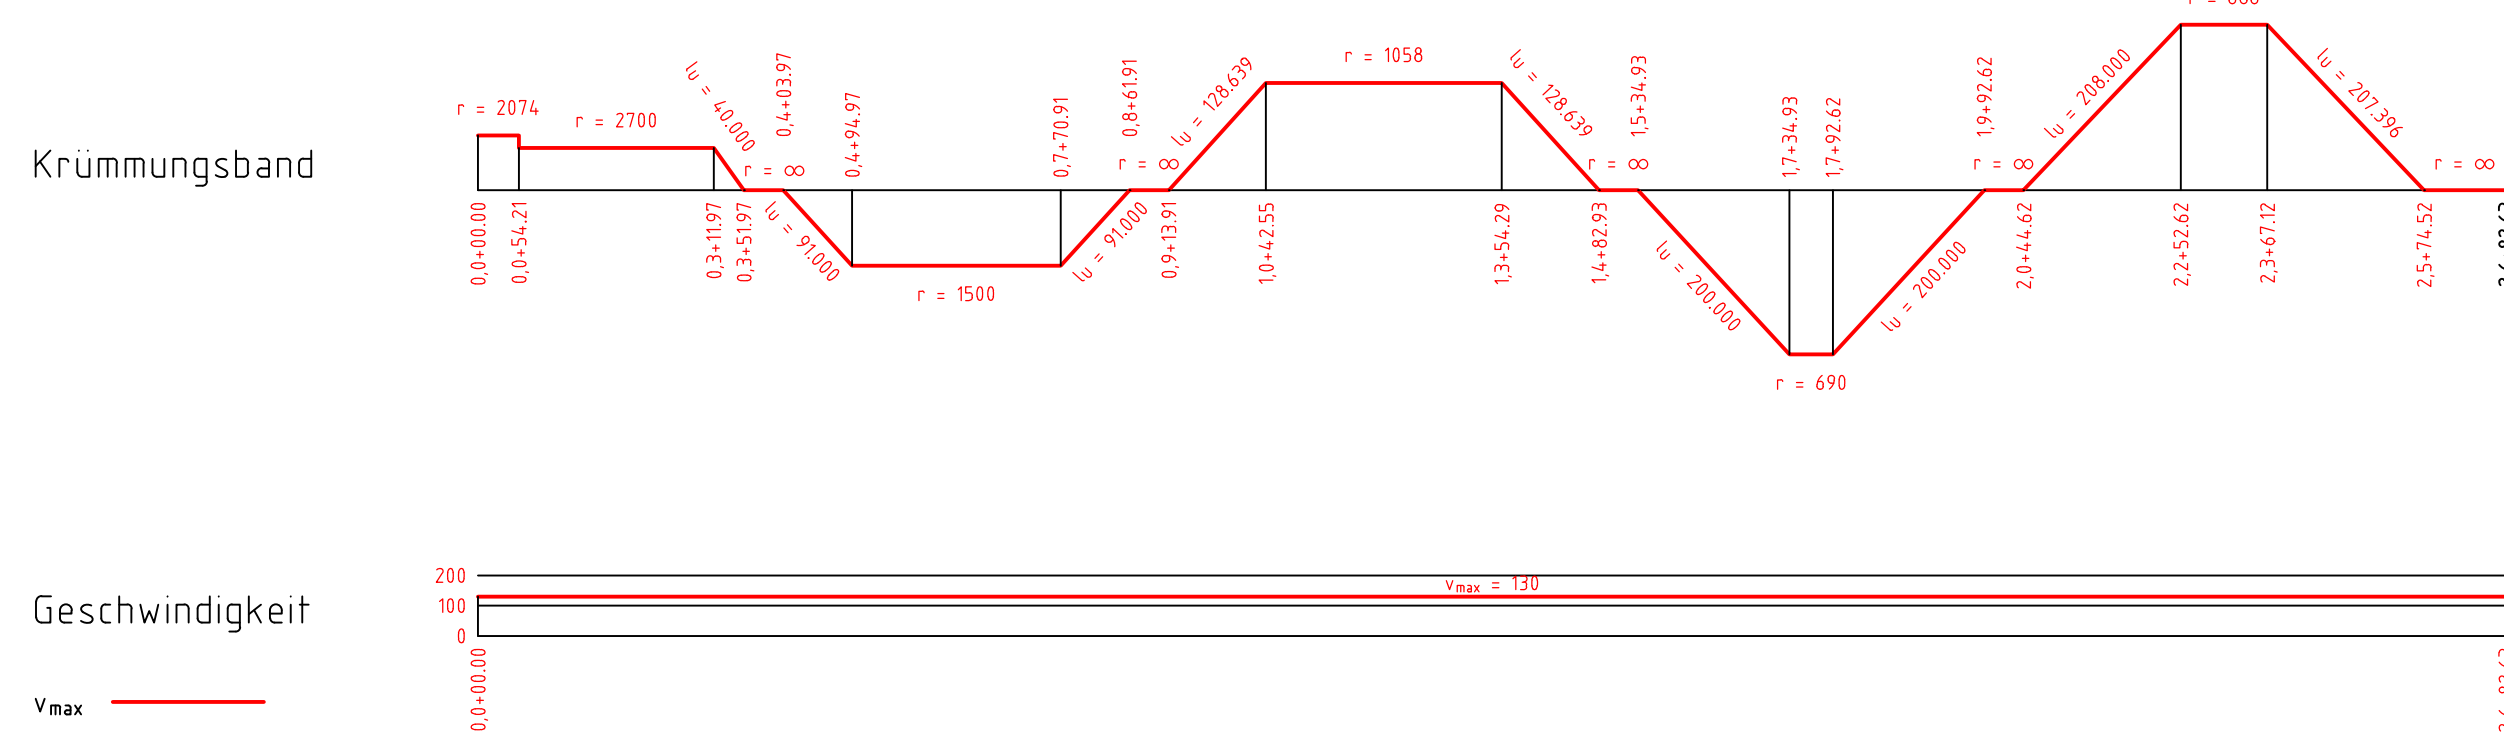 r = 2074
r = 2700
lu = 40.000
r = ∞
0,4+03.97
0,4+94.97
0,7+70.91
0,8+61.91
r = ∞
lu = 128.639
r = 1058
lu = 128.639
r = ∞
1,5+34.93
1,7+34.93
1,7+92.62
1,9+92.62
r = ∞
lu = 208.000
lu = 207.396
r = ∞
Krümmungsband
0,0+00.00
0,0+54.21
0,3+11.97
0,3+51.97
lu = 91.000
r = 1500
lu = 91.000
0,9+13.91
1,0+42.55
1,3+54.29
1,4+82.93
lu = 200.000
r = 690
lu = 200.000
2,0+44.62
2,2+52.62
2,3+67.12
2,5+74.52
Geschwindigkeit
200
100
0
vmax = 130
0,0+00.00
vmax